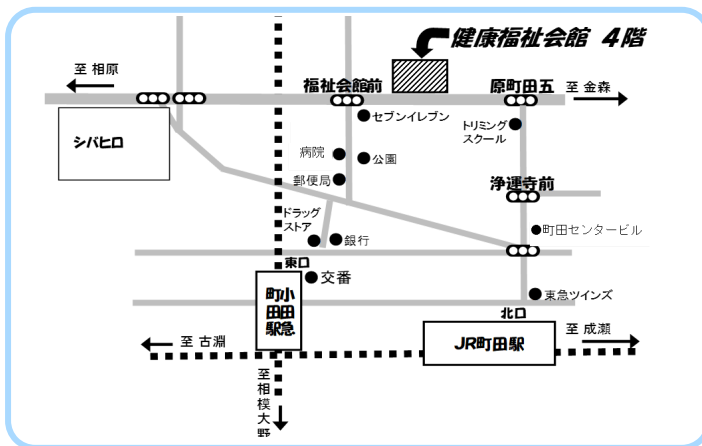 健康福祉会館 4階
至 相原
福祉会館前
原町田五
至 金森
セブンイレブン
トリミング
スクール
シバヒロ
病院
公園
郵便局
浄運寺前
ドラッグ
ストア
銀行
町田センタービル
東口
交番
小田急
町田駅
東急ツインズ
北口
JR町田駅
至 古淵
至 成瀬
至相模大野